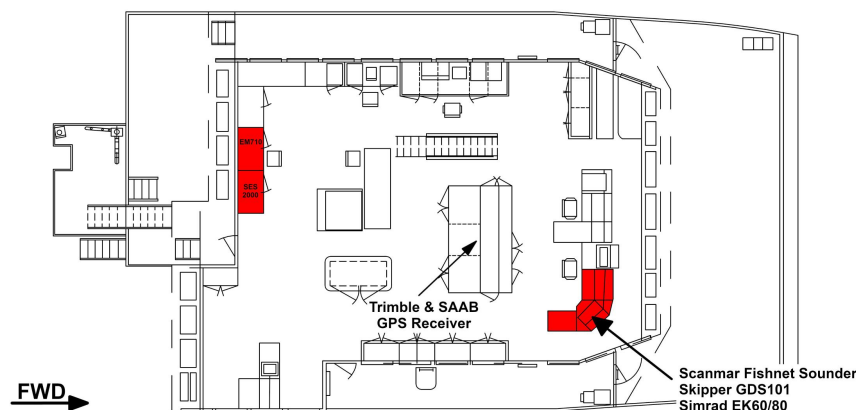 EM710
SES
2000
Trimble & SAAB
GPS Receiver
FWD
Scanmar Fishnet Sounder
Skipper GDS101
Simrad EK60/80